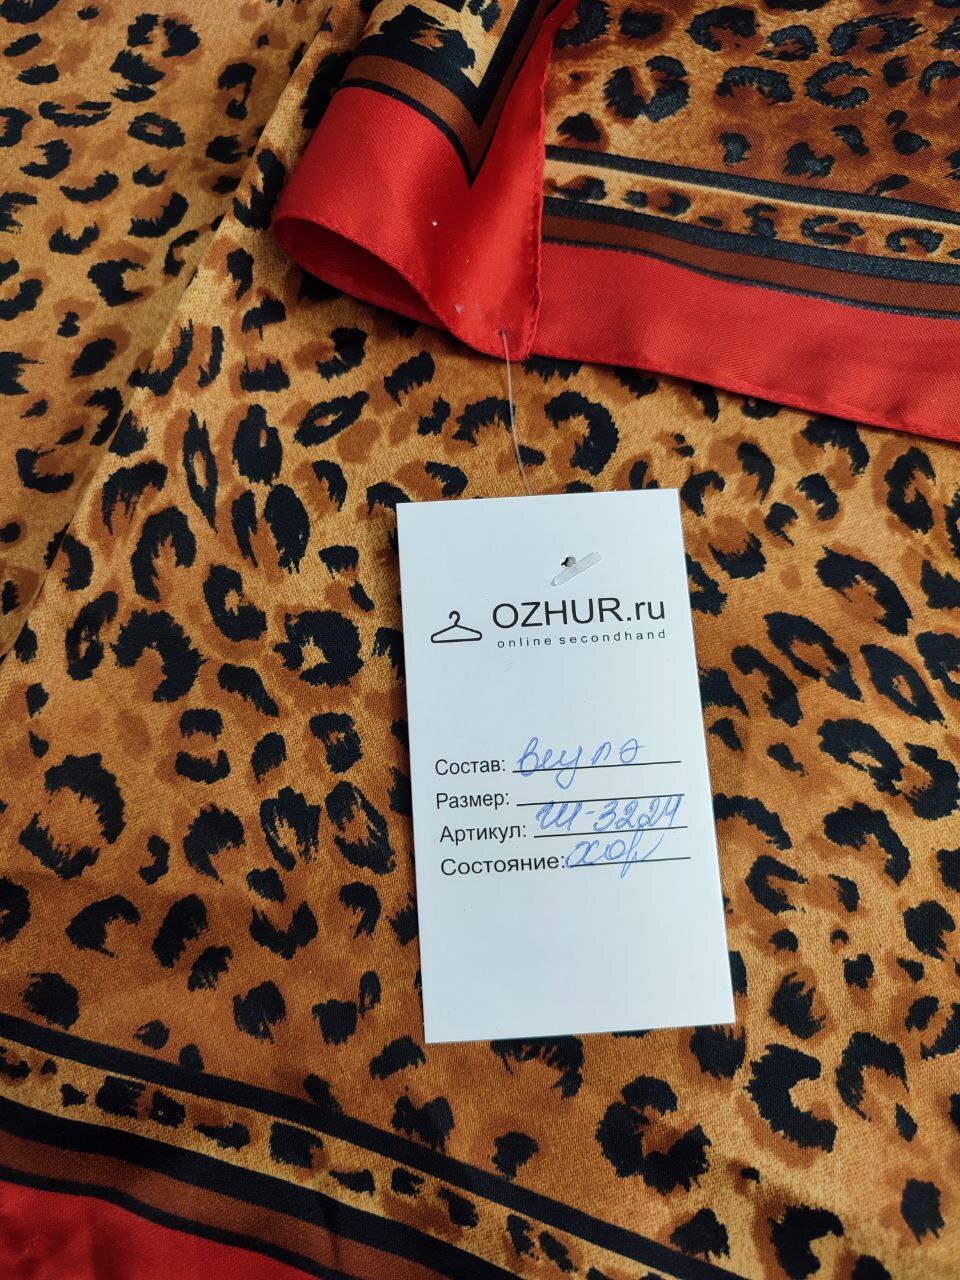 OZHUR.ru
online secondhand
Состав:
Размер:
Артикул: Ш-3224
Состояние: хор